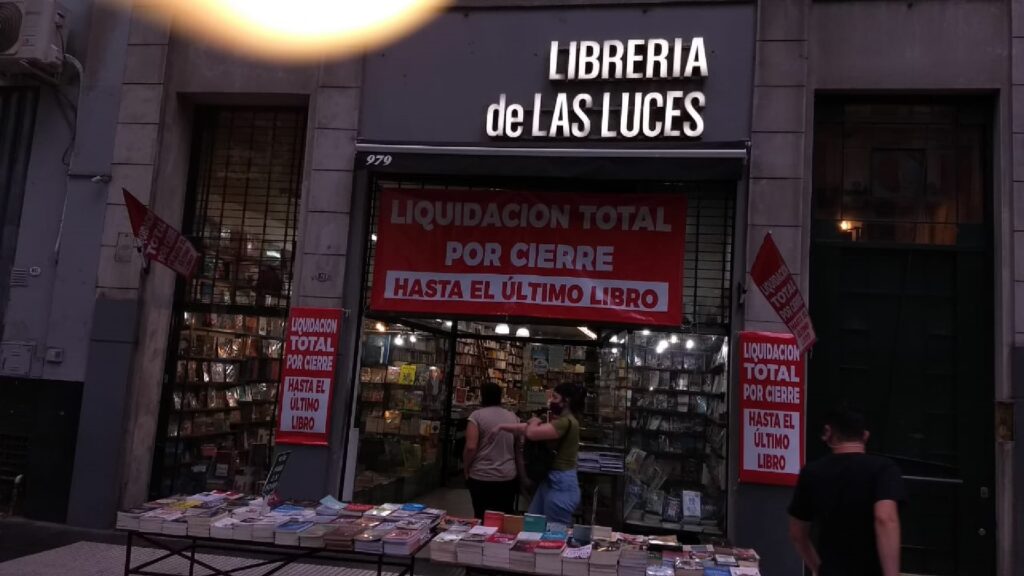 LIBRERIA
de LAS LUCES
979
LIQUIDACION TOTAL
POR CIERRE
HASTA EL ÚLTIMO LIBRO
LIQUIDACION
TOTAL
POR CIERRE
HASTA EL
ÚLTIMO
LIBRO
LIQUIDACION
TOTAL
POR CIERRE
HASTA EL
ÚLTIMO
LIBRO